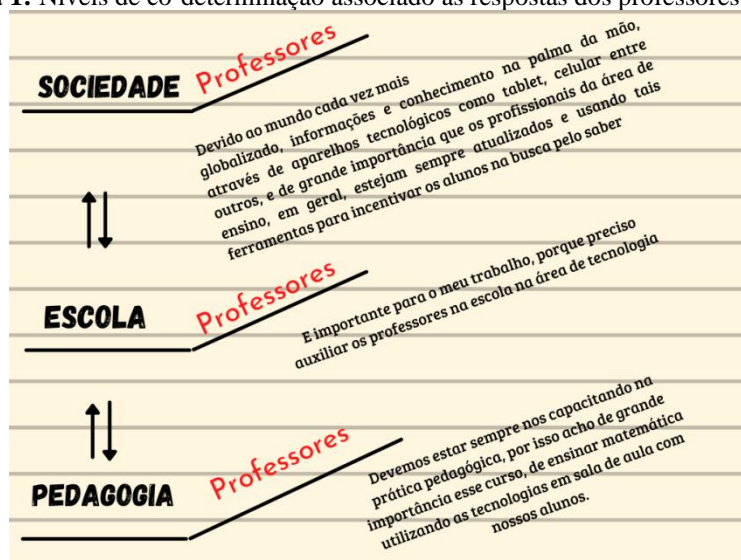 1. Níveis de co-determinação associado as respostas dos professores
SOCIEDADE
Professores
Devido ao mundo cada vez mais
globalizado, informações e conhecimento na palma da mão,
através de aparelhos tecnológicos como tablet, celular entre
outros, e de grande importância que os profissionais da área de
ensino, em geral, estejam sempre atualizados e usando tais
ferramentas para incentivar os alunos na busca pelo saber
ESCOLA
Professores
E importante para o meu trabalho, porque preciso
auxiliar os professores na escola na área de tecnologia
PEDAGOGIA
Professores
Devemos estar sempre nos capacitando na
prática pedagógica, por isso acho de grande
importância esse curso, de ensinar matemática
utilizando as tecnologias em sala de aula com
nossos alunos.